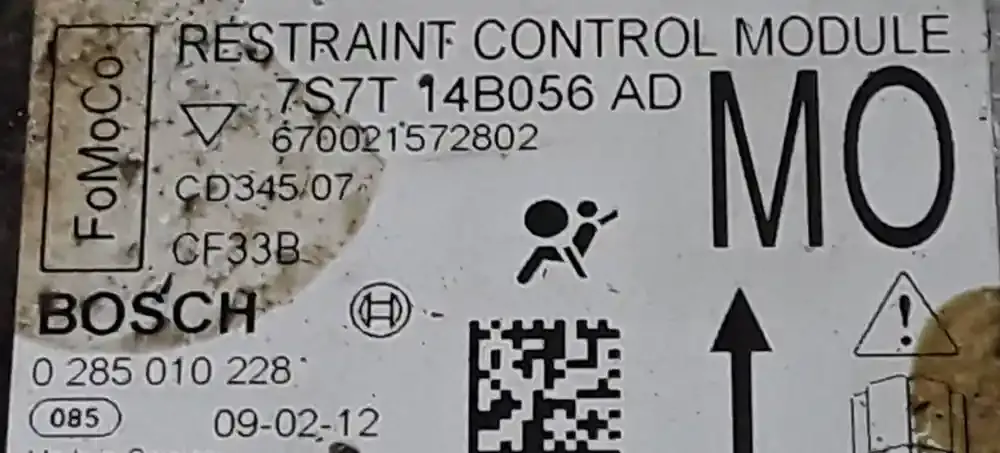 RESTRAINT CONTROL MODULE
FoMoCo
7S7T 14B056 AD
MO
670021572802
CD345/07
CF33B
BOSCH
0 285 010 228
085
09-02-12